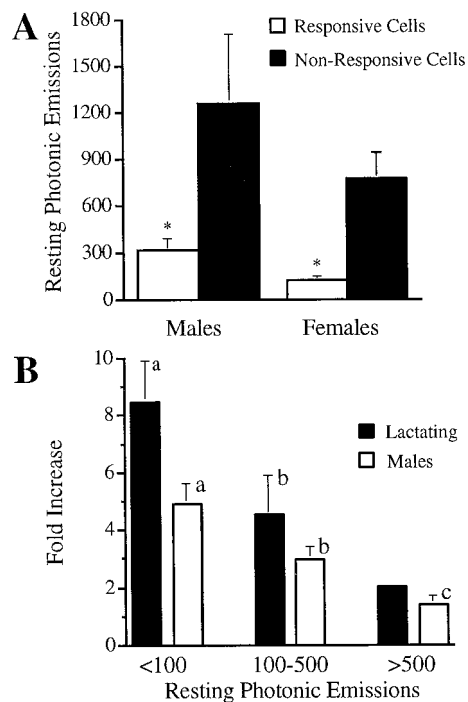 A
Resting Photonic Emissions
1800
1500
1200
900
600
300
0
Responsive Cells
Non-Responsive Cells
*
*
Males
Females
B
Fold Increase
10
8
6
4
2
0
Lactating
Males
a
a
b
b
c
<100
100-500
>500
Resting Photonic Emissions